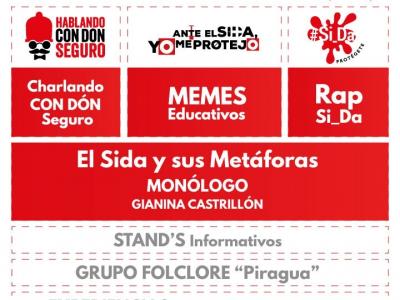 HABLANDO
CON DON
SEGURO
ANTE EL SIDA,
YO ME PROTEJO
#Si_Da
PROTÉGETE
Charlando
CON DÓN
Seguro
MEMES
Educativos
Rap
Si_Da
El Sida y sus Metáforas
MONÓLOGO
GIANINA CASTRILLÓN
STAND'S Informativos
GRUPO FOLCLORE “Piragua”